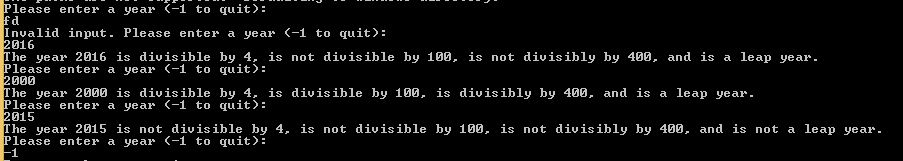 Please enter a year (-1 to quit):
fd
Invalid input. Please enter a year (-1 to quit):
2016
The year 2016 is divisible by 4, is not divisible by 100, is not divisibly by 400, and is a leap year.
Please enter a year (-1 to quit):
2000
The year 2000 is divisible by 4, is divisible by 100, is divisibly by 400, and is a leap year.
Please enter a year (-1 to quit):
2015
The year 2015 is not divisible by 4, is not divisible by 100, is not divisibly by 400, and is not a leap year.
Please enter a year (-1 to quit):
-1